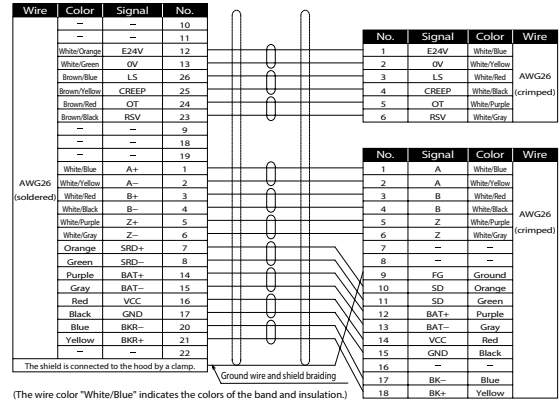 Wire Color Signal No.
– – 10
– – 11
White/Orange E24V 12
White/Green 0V 13
Brown/Blue LS 26
Brown/Yellow CREEP 25
Brown/Red OT 24
Brown/Black RSV 23
– – 9
– – 18
– – 19
White/Blue A+ 1
AWG26 White/Yellow A− 2
(soldered) White/Red B+ 3
White/Black B− 4
White/Purple Z+ 5
White/Gray Z− 6
Orange SRD+ 7
Green SRD− 8
Purple BAT+ 14
Gray BAT− 15
Red VCC 16
Black GND 17
Blue BKR− 20
Yellow BKR+ 21
– – 22
The shield is connected to the hood by a clamp.
Ground wire and shield braiding
(The wire color "White/Blue" indicates the colors of the band and insulation.)
No. Signal Color Wire
1 E24V White/Blue
2 0V White/Yellow
3 LS White/Red AWG26
4 CREEP White/Black (crimped)
5 OT White/Purple
6 RSV White/Gray
No. Signal Color Wire
1 A White/Blue
2 A White/Yellow
3 B White/Red
4 B White/Black AWG26
5 Z White/Purple (crimped)
6 Z White/Gray
7 – –
8 – –
9 FG Ground
10 SD Orange
11 SD Green
12 BAT+ Purple
13 BAT− Gray
14 VCC Red
15 GND Black
16 – –
17 BK− Blue
18 BK+ Yellow